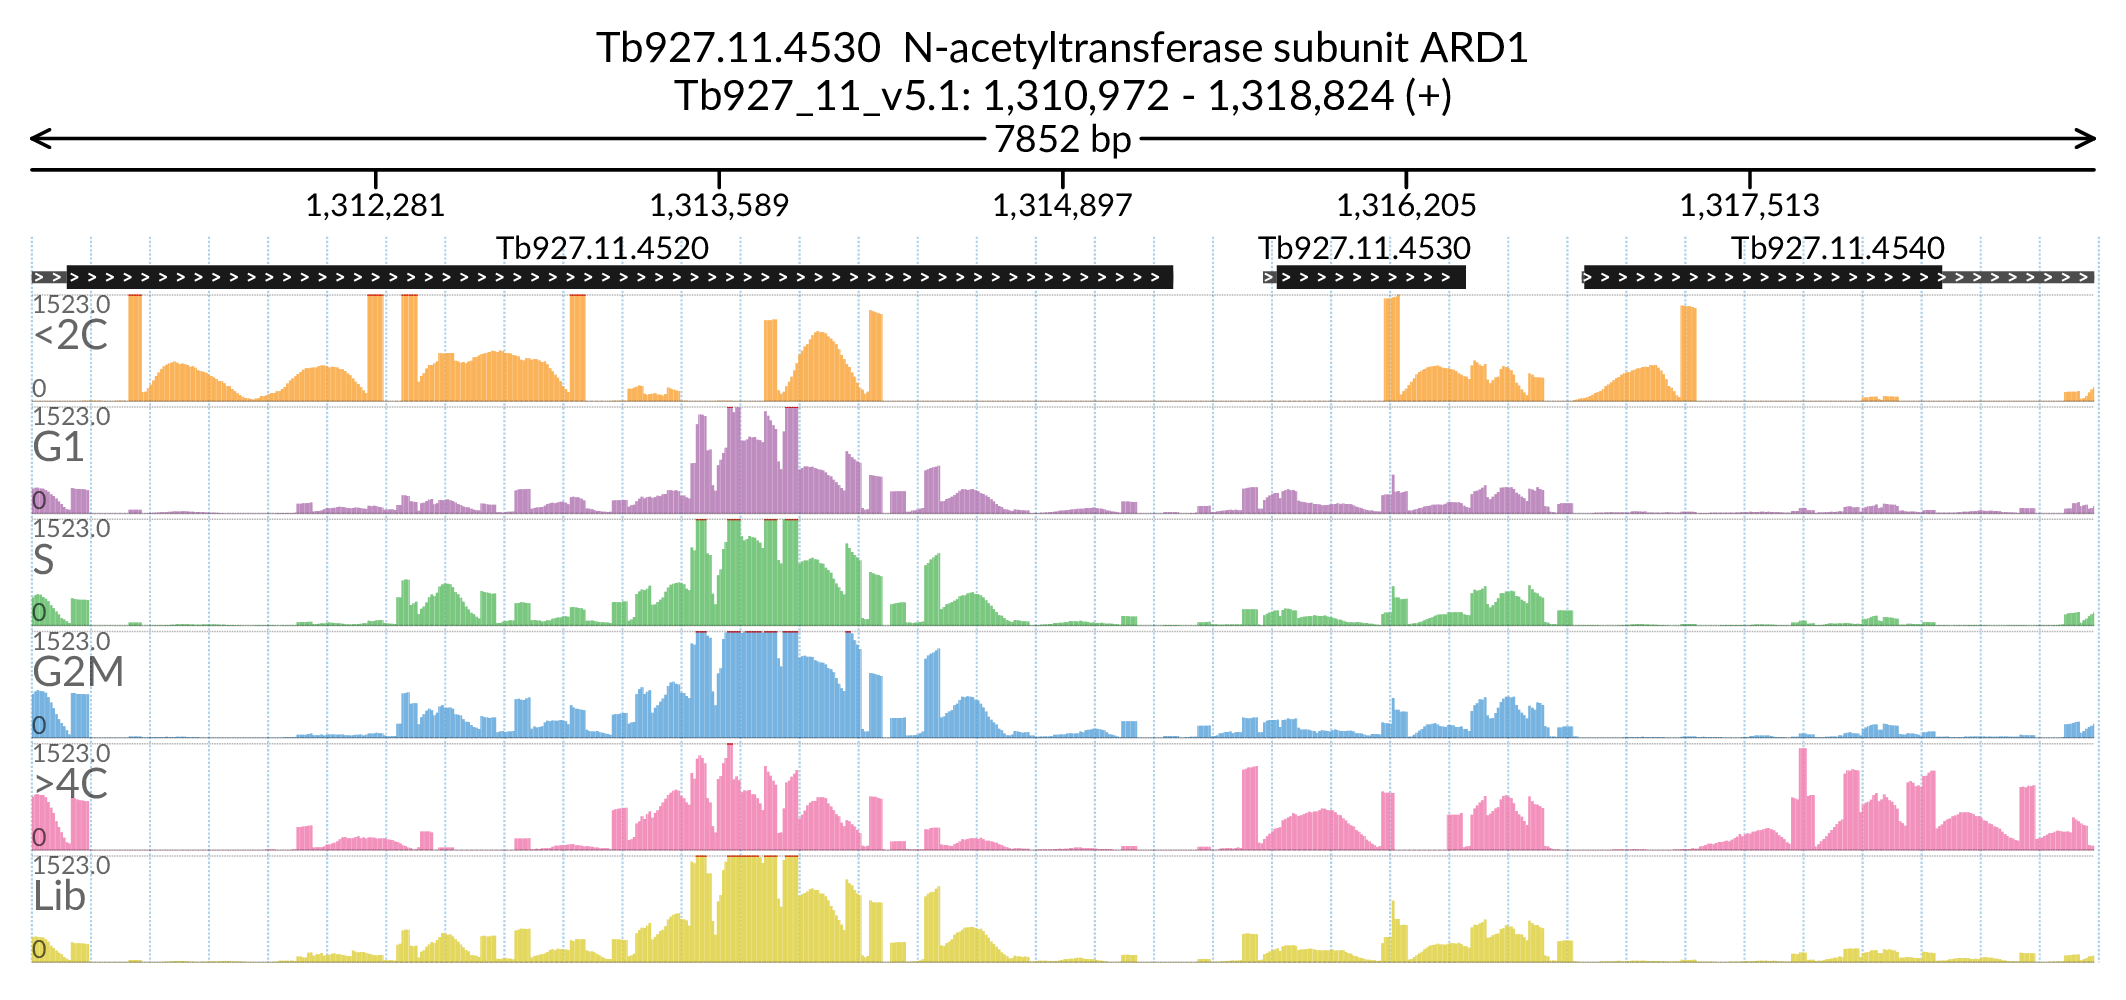 Tb927.11.4530  N-acetyltransferase subunit ARD1
Tb927_11_v5.1: 1,310,972 - 1,318,824 (+)
7852 bp
1,312,281 1,313,589 1,314,897 1,316,205 1,317,513
Tb927.11.4520 Tb927.11.4530 Tb927.11.4540
1523.0
<2C
0
1523.0
G1
0
1523.0
S
0
1523.0
G2M
0
1523.0
>4C
0
1523.0
Lib
0